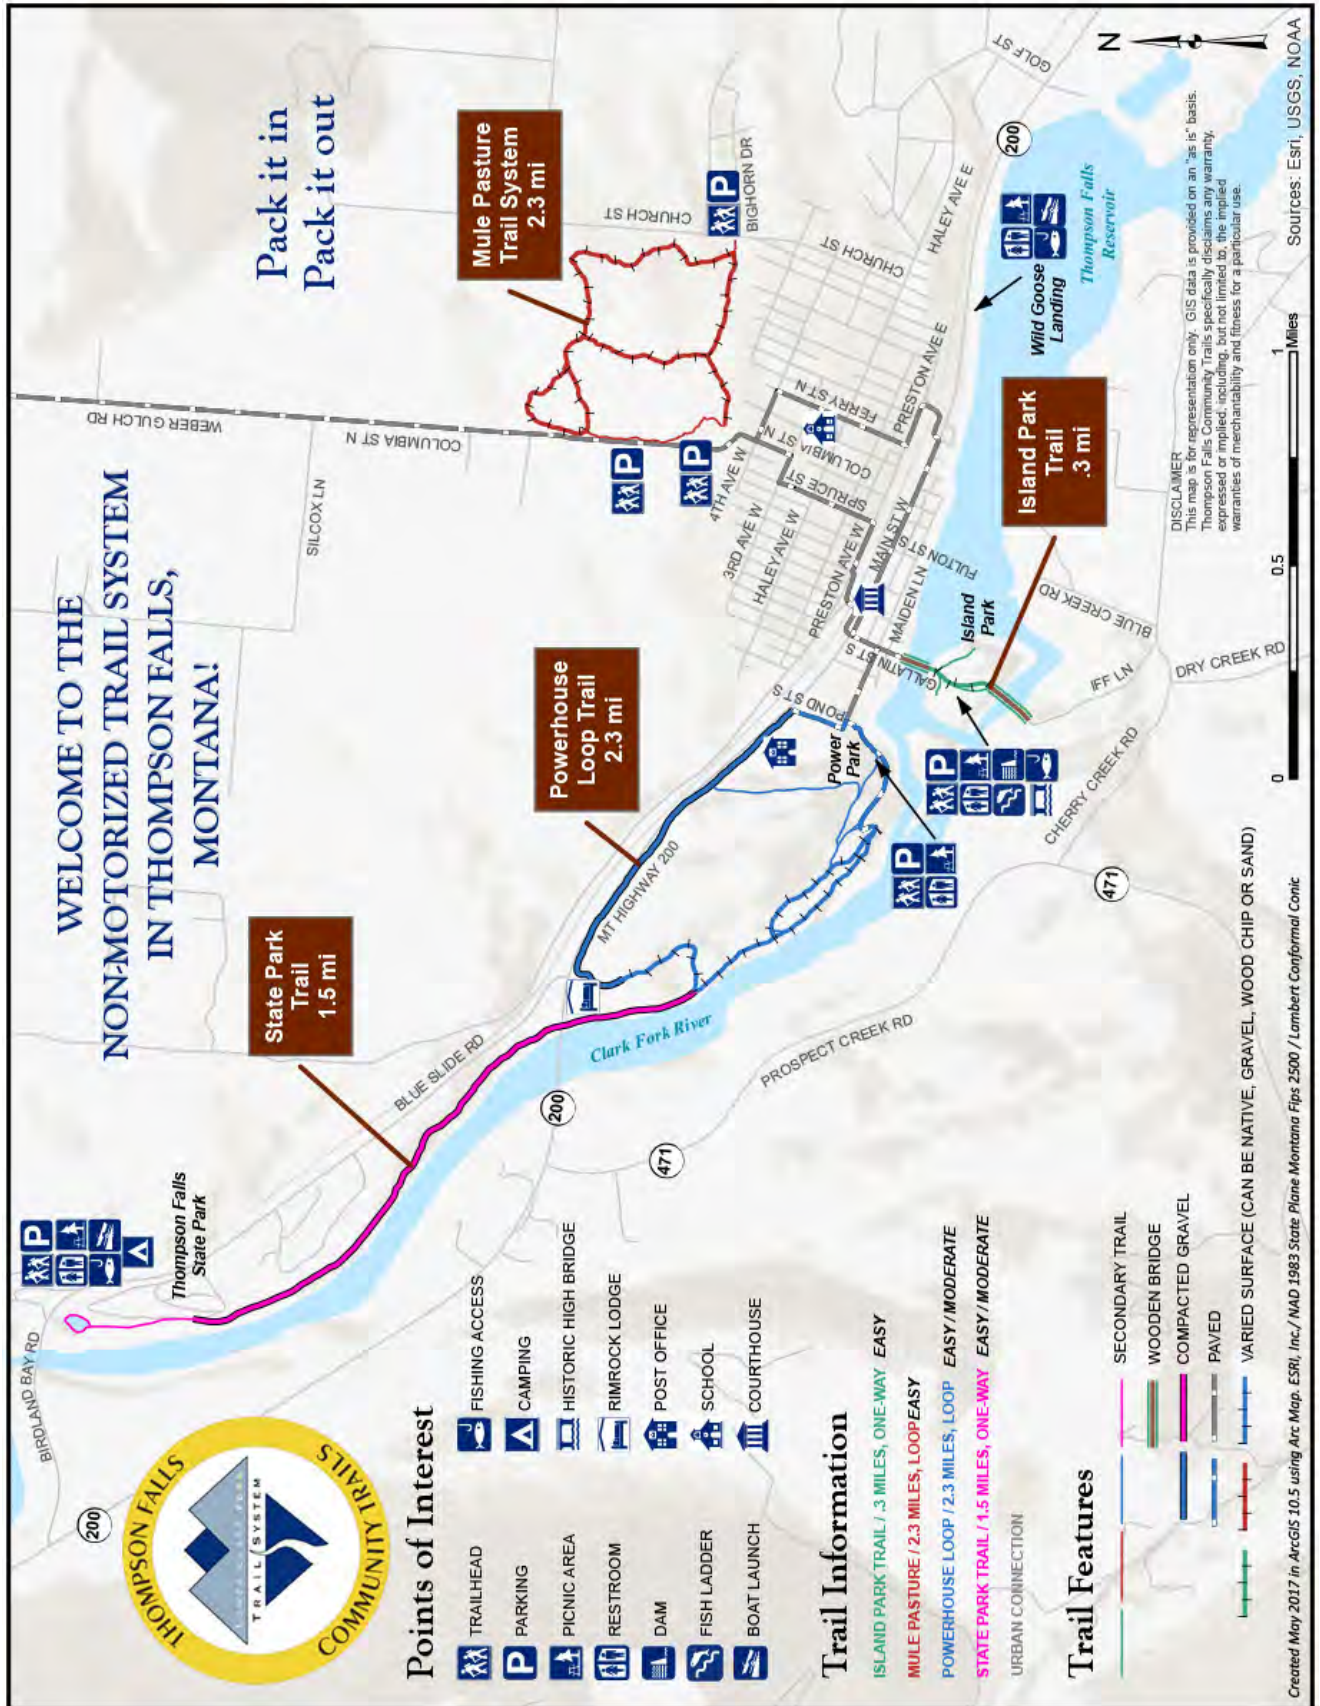 WELCOME TO THE
NON-MOTORIZED TRAIL SYSTEM
IN THOMPSON FALLS,
MONTANA!
Pack it in
Pack it out
State Park
Trail
1.5 mi
Powerhouse
Loop Trail
2.3 mi
Mule Pasture
Trail System
2.3 mi
Island Park
Trail
.3 mi
BIRDLAND BAY RD
200
Thompson Falls
State Park
BLUE SLIDE RD
Clark Fork River
200
471
PROSPECT CREEK RD
MT HIGHWAY 200
SILCOX LN
WEBER GULCH RD
COLUMBIA ST N
CHURCH ST
BIGHORN DR
P
P
P
P
P
P
4TH AVE W
3RD AVE W
HALEY AVE W
PRESTON AVE W
SPRUCE ST
COLUMBIA ST N
FERRY ST N
PRESTON AVE E
CHURCH ST
HALEY AVE E
GOLF ST
N
200
MAIN ST W
MAIDEN LN
FULTON ST S
GALLATIN ST S
POND ST S
Power
Park
Island
Park
Wild Goose
Landing
Thompson Falls
Reservoir
BLUE CREEK RD
IFF LN
DRY CREEK RD
CHERRY CREEK RD
471
THOMPSON FALLS
COMMUNITY TRAILS
TRAIL SYSTEM
Points of Interest
TRAILHEAD
P PARKING
PICNIC AREA
RESTROOM
DAM
FISH LADDER
BOAT LAUNCH
FISHING ACCESS
CAMPING
HISTORIC HIGH BRIDGE
RIMROCK LODGE
POST OFFICE
SCHOOL
COURTHOUSE
Trail Information
ISLAND PARK TRAIL / .3 MILES, ONE-WAY EASY
MULE PASTURE / 2.3 MILES, LOOP EASY
POWERHOUSE LOOP / 2.3 MILES, LOOP EASY / MODERATE
STATE PARK TRAIL / 1.5 MILES, ONE-WAY EASY / MODERATE
URBAN CONNECTION
Trail Features
SECONDARY TRAIL
WOODEN BRIDGE
COMPACTED GRAVEL
PAVED
VARIED SURFACE (CAN BE NATIVE, GRAVEL, WOOD CHIP OR SAND)
DISCLAIMER
This map is for representation only. GIS data is provided on an "as is" basis.
Thompson Falls Community Trails specifically disclaims any warranty,
expressed or implied, including, but not limited to, the implied
warranties of merchantability and fitness for a particular use.
0 0.5 1
Miles
Created May 2017 in ArcGIS 10.5 using Arc Map. ESRI, Inc./ NAD 1983 State Plane Montana Fips 2500 / Lambert Conformal Conic
Sources: Esri, USGS, NOAA